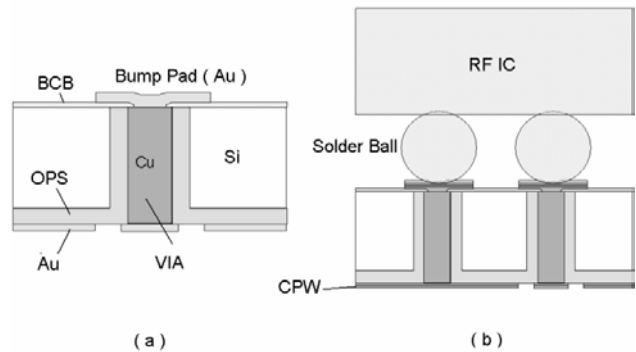 BCB
Bump Pad ( Au )
Cu
Si
OPS
Au
VIA
( a )
RF IC
Solder Ball
CPW
( b )